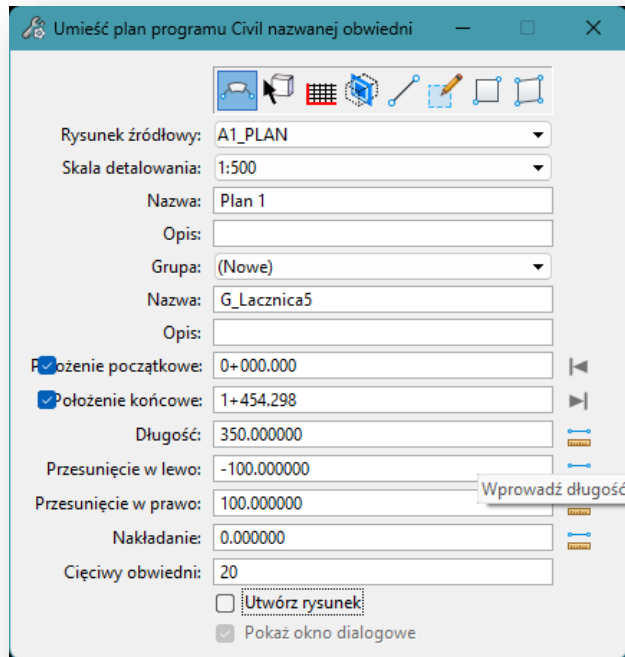 Umieść plan programu Civil nazwanej obwiedni
Rysunek źródłowy: A1_PLAN
Skala detalowania: 1:500
Nazwa: Plan 1
Opis:
Grupa: (Nowe)
Nazwa: G_Lacznica5
Opis:
Położenie początkowe: 0+000.000
Położenie końcowe: 1+454.298
Długość: 350.000000
Przesunięcie w lewo: -100.000000
Wprowadź długość
Przesunięcie w prawo: 100.000000
Nakładanie: 0.000000
Cięciwy obwiedni: 20
Utwórz rysunek
Pokaż okno dialogowe